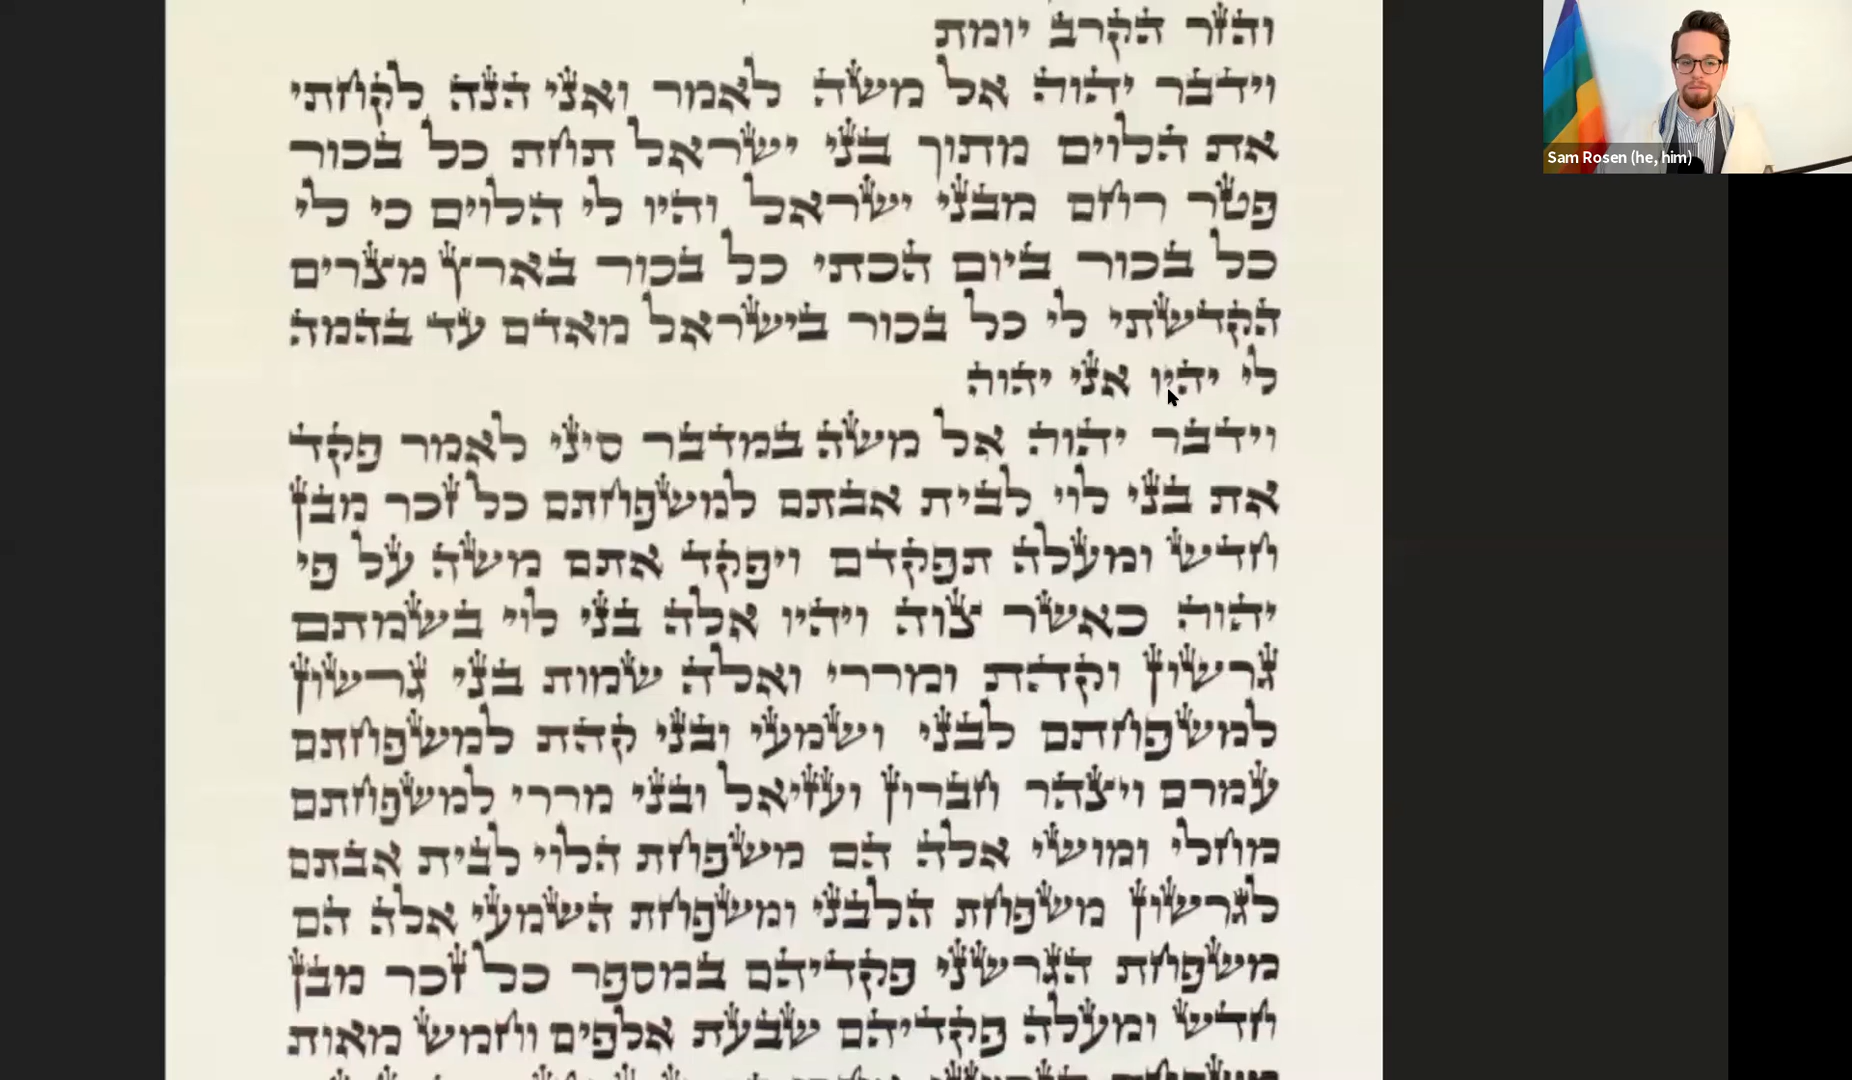 והזר הקרב יומת
וידבר יהוה אל משה לאמר ואני הנה לקחתי
את הלוים מתוך בני ישראל תחת כל בכור
פטר רחם מבני ישראל והיו לי הלוים כי לי
כל בכור ביום הכתי כל בכור בארץ מצרים
הקדשתי לי כל בכור בישראל מאדם עד בהמה
לי יהיו אני יהוה
וידבר יהוה אל משה במדבר סיני לאמר פקד
את בני לוי לבית אבתם למשפחתם כל זכר מבן
חדש ומעלה תפקדם ויפקד אתם משה על פי
יהוה כאשר צוה ויהיו אלה בני לוי בשמתם
גרשון וקהת ומררי ואלה שמות בני גרשון
למשפחתם לבני ושמעי ובני קהת למשפחתם
עמרם ויצהר חברון ועזיאל ובני מררי למשפחתם
מחלי ומושי אלה הם משפחת הלוי לבית אבתם
לגרשון משפחת הלבני ומשפחת השמעי אלה הם
משפחת הגרשני פקדיהם במספר כל זכר מבן
חדש ומעלה פקדיהם שבעת אלפים וחמש מאות
Sam Rosen (he, him)